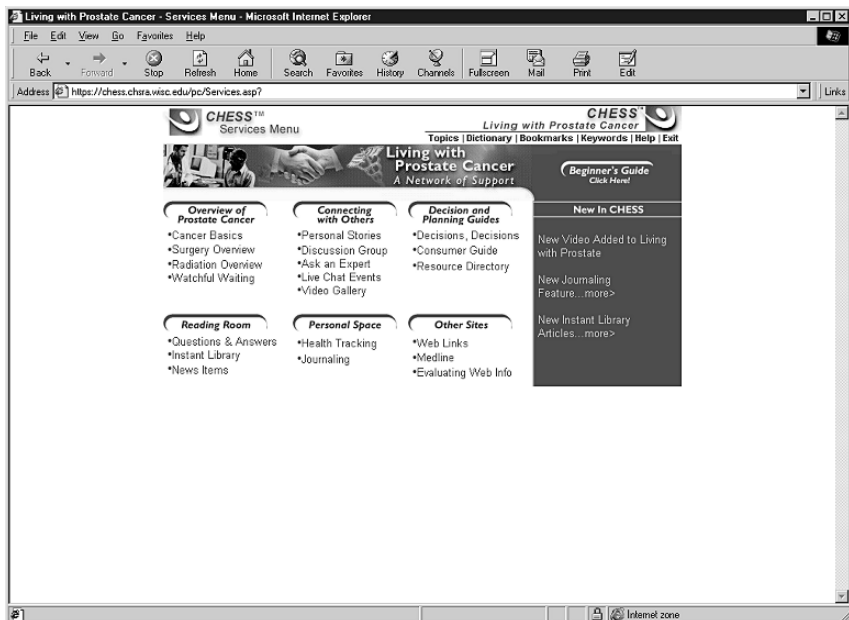 Living with Prostate Cancer - Services Menu - Microsoft Internet Explorer
File Edit View Go Favorites Help
Back Forward Stop Refresh Home Search Favorites History Channels Fullscreen Mail Print Edit
Address https://chess.chsra.wisc.edu/pc/Services.asp? Links
CHESS™
Services Menu
CHESS™
Living with Prostate Cancer
Topics | Dictionary | Bookmarks | Keywords | Help | Exit
Living with
Prostate Cancer
A Network of Support
Beginner's Guide
Click Here!
Overview of
Prostate Cancer
•Cancer Basics
•Surgery Overview
•Radiation Overview
•Watchful Waiting
Connecting
with Others
•Personal Stories
•Discussion Group
•Ask an Expert
•Live Chat Events
•Video Gallery
Decision and
Planning Guides
•Decisions, Decisions
•Consumer Guide
•Resource Directory
New In CHESS
New Video Added to Living
with Prostate
New Journaling
Feature...more>
New Instant Library
Articles...more>
Reading Room
•Questions & Answers
•Instant Library
•News Items
Personal Space
•Health Tracking
•Journaling
Other Sites
•Web Links
•Medline
•Evaluating Web Info
Internet zone